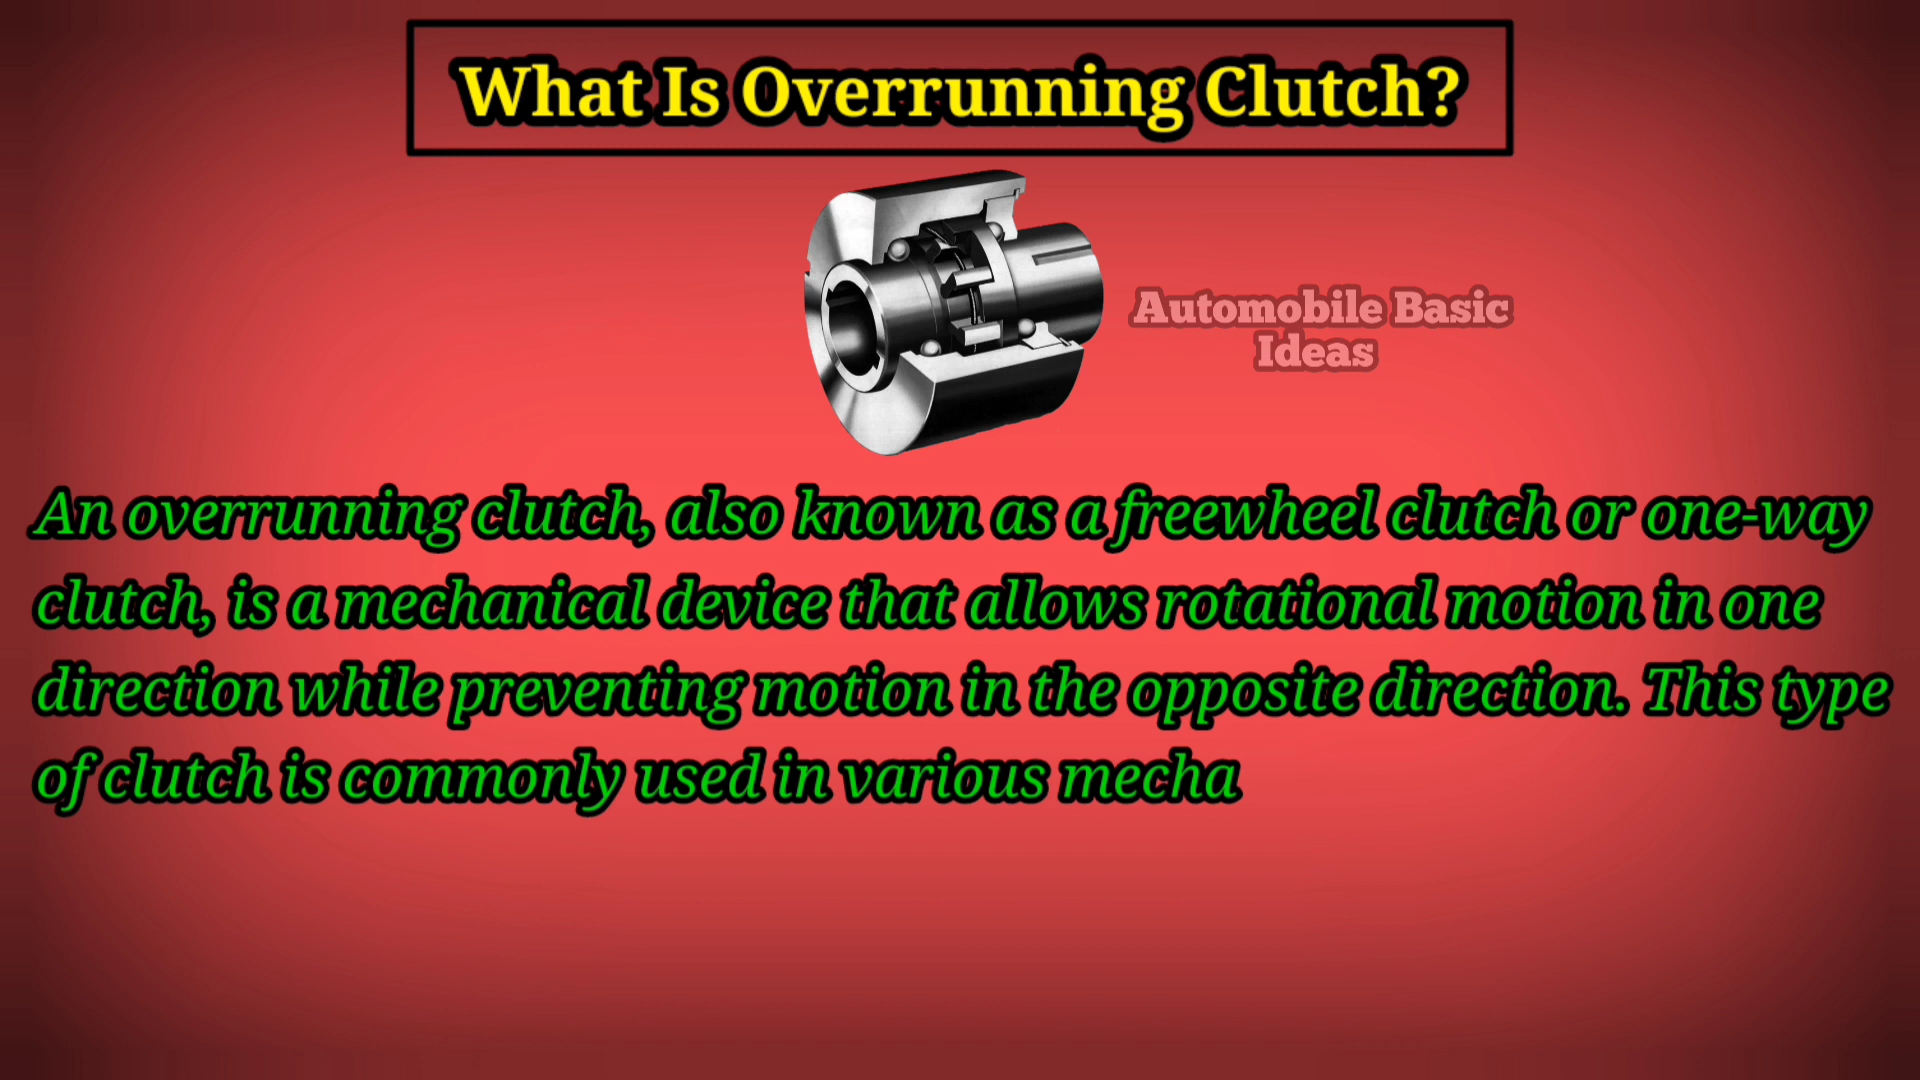 What Is Overrunning Clutch?
Automobile Basic
Ideas
An overrunning clutch, also known as a freewheel clutch or one-way
clutch, is a mechanical device that allows rotational motion in one
direction while preventing motion in the opposite direction. This type
of clutch is commonly used in various mecha